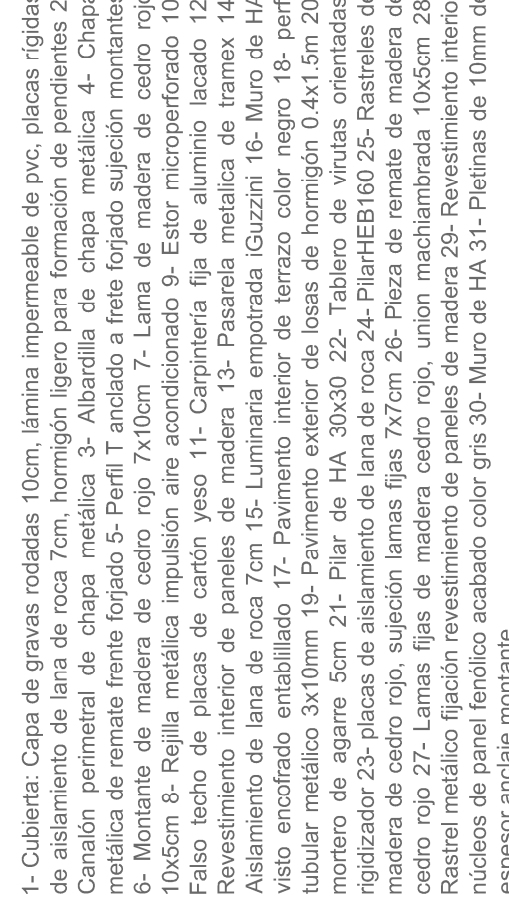 1- Cubierta: Capa de gravas rodadas 10cm, lámina impermeable de pvc, placas rígidas
de aislamiento de lana de roca 7cm, hormigón ligero para formación de pendientes 2
Canalón perimetral de chapa metálica 3- Albardilla de chapa metálica 4- Chapa
metálica de remate frente forjado 5- Perfil T anclado a frete forjado sujeción montantes
6- Montante de madera de cedro rojo 7x10cm 7- Lama de madera de cedro rojo
10x5cm 8- Rejilla metálica impulsión aire acondicionado 9- Estor microperforado 10
Falso techo de placas de cartón yeso 11- Carpintería fija de aluminio lacado 12
Revestimiento interior de paneles de madera 13- Pasarela metalica de tramex 14
Aislamiento de lana de roca 7cm 15- Luminaria empotrada iGuzzini 16- Muro de HA
visto encofrado entablillado 17- Pavimento interior de terrazo color negro 18- perf
tubular metálico 3x10mm 19- Pavimento exterior de losas de hormigón 0.4x1.5m 20
mortero de agarre 5cm 21- Pilar de HA 30x30 22- Tablero de virutas orientadas
rigidizador 23- placas de aislamiento de lana de roca 24- PilarHEB160 25- Rastreles de
madera de cedro rojo, sujeción lamas fijas 7x7cm 26- Pieza de remate de madera de
cedro rojo 27- Lamas fijas de madera cedro rojo, union machiambrada 10x5cm 28
Rastrel metálico fijación revestimiento de paneles de madera 29- Revestimiento interio
núcleos de panel fenólico acabado color gris 30- Muro de HA 31- Pletinas de 10mm de
espesor anclaje montante